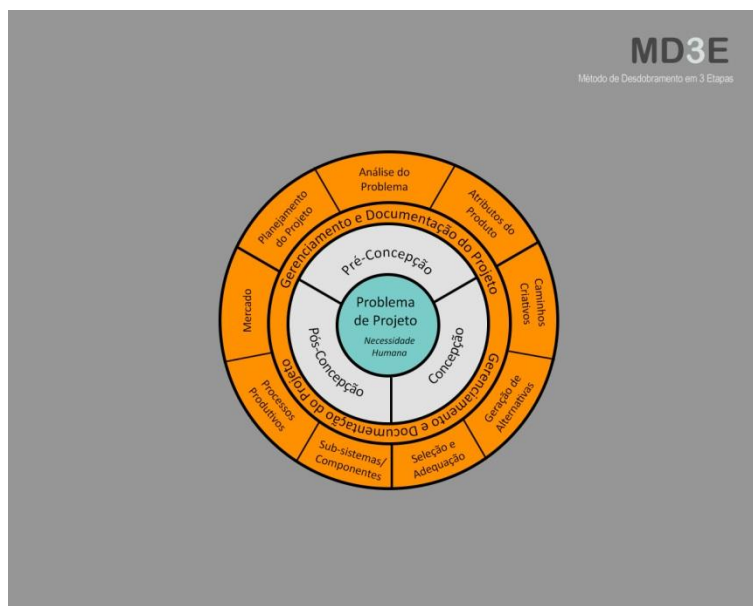 MD3E
Método de Desdobramento em 3 Etapas
Análise do
Problema
Atributos do
Produto
Caminhos
Criativos
Geração de
Alternativas
Seleção e
Adequação
Sub-sistemas/
Componentes
Processos
Produtivos
Mercado
Planejamento
do Projeto
Gerenciamento e Documentação do Projeto
Gerenciamento e Documentação do Projeto
Pré-Concepção
Concepção
Pós-Concepção
Problema
de Projeto
Necessidade
Humana